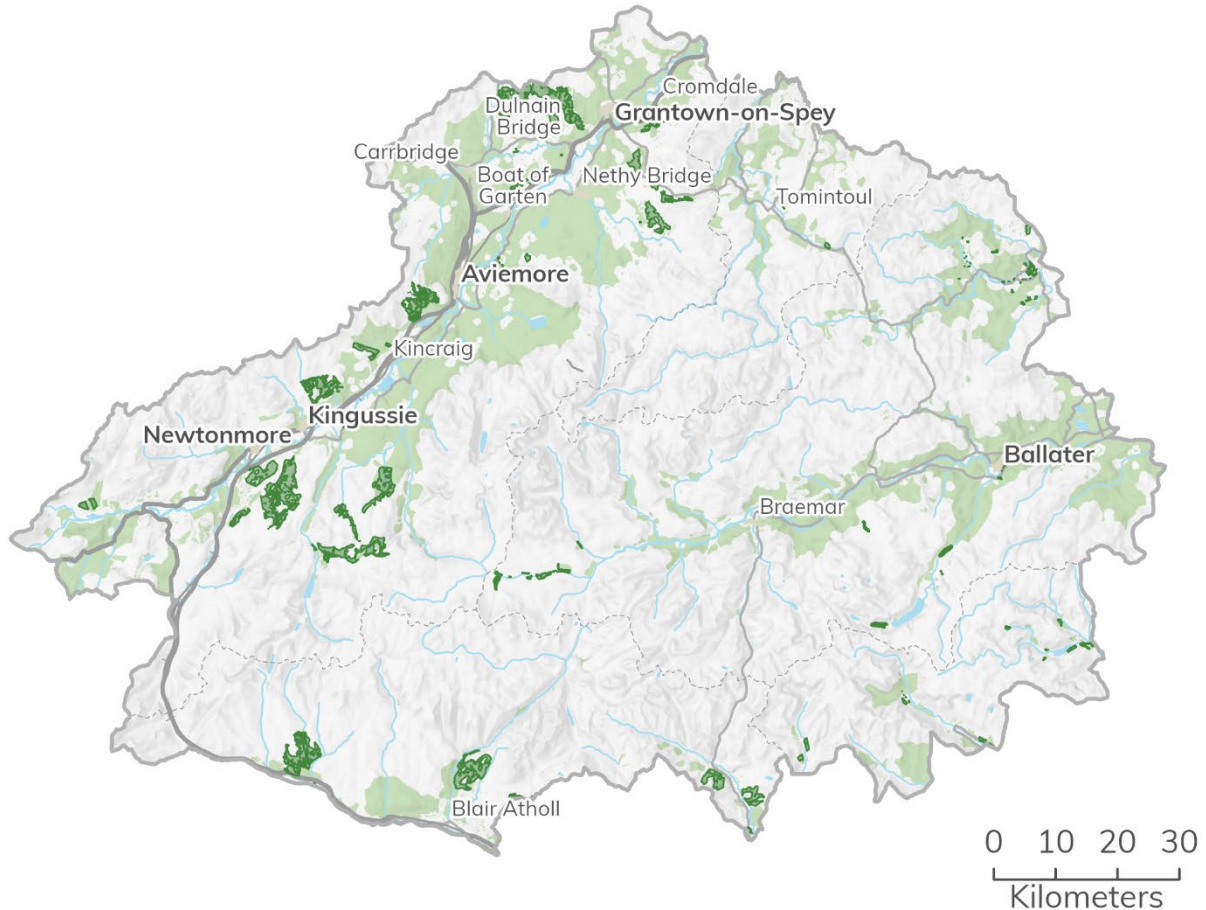 Cromdale
Dulnain
Bridge
Grantown-on-Spey
Carrbridge
Boat of
Garten
Nethy Bridge
Tomintoul
Aviemore
Kincraig
Kingussie
Newtonmore
Ballater
Braemar
Blair Atholl
0 10 20 30
Kilometers